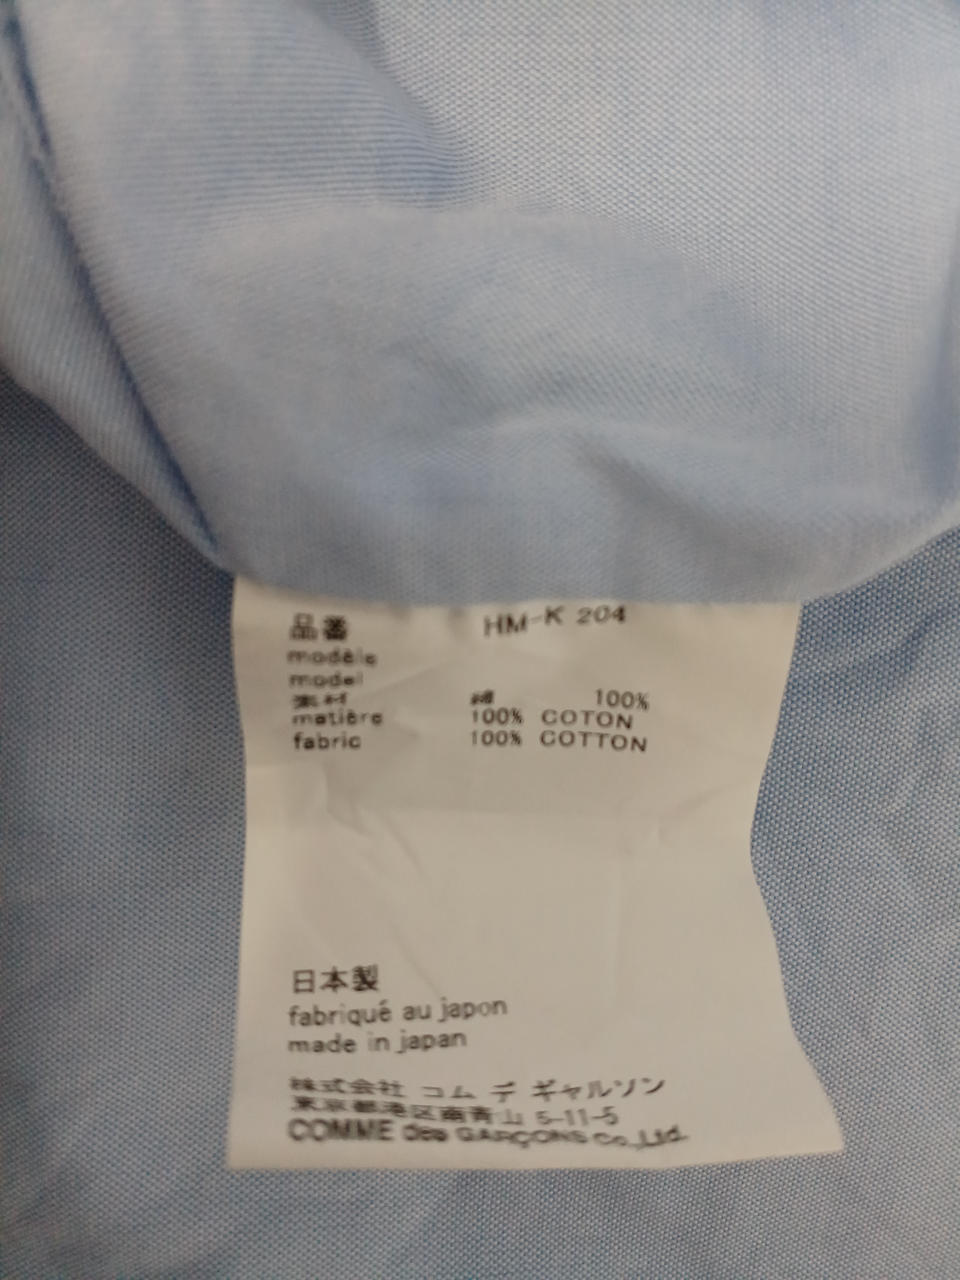 品番 HM-K 204
modèle
model
素材 綿 100%
matière 100% COTON
fabric 100% COTTON
日本製
fabriqué au japon
made in japan
株式会社 コム デ ギャルソン
東京都港区南青山 5-11-5
COMME des GARÇONS Co.,Ltd.